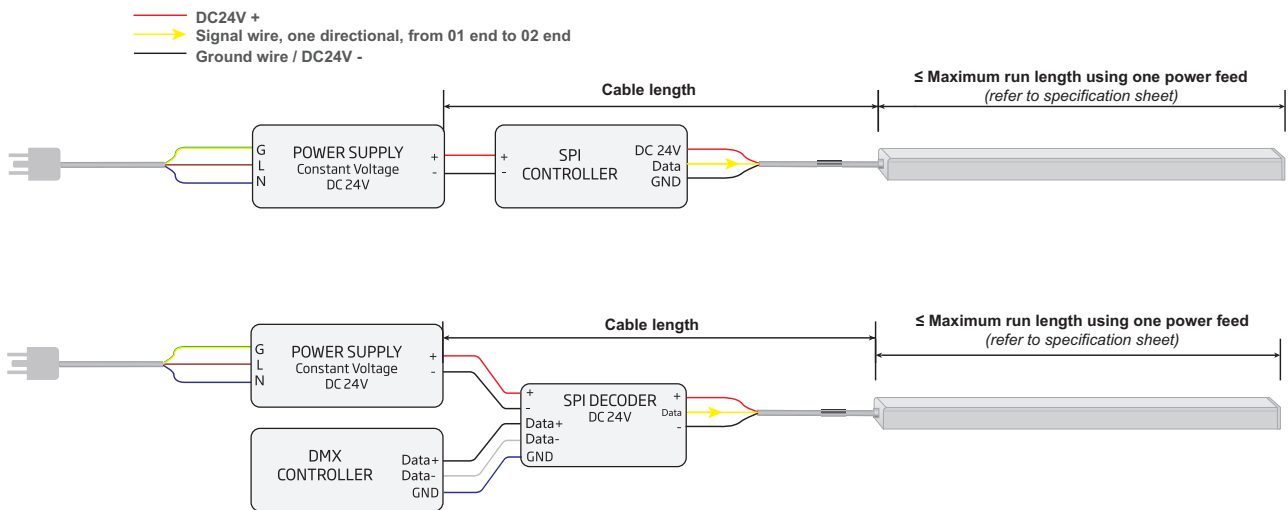 DC24V +
Signal wire, one directional, from 01 end to 02 end
Ground wire / DC24V -
Cable length
≤ Maximum run length using one power feed
(refer to specification sheet)
G
L
N
POWER SUPPLY
Constant Voltage
DC 24V
+
-
+
-
SPI
CONTROLLER
DC 24V
Data
GND
Cable length
≤ Maximum run length using one power feed
(refer to specification sheet)
G
L
N
POWER SUPPLY
Constant Voltage
DC 24V
+
-
+
-
Data+
Data-
GND
SPI DECODER
DC 24V
+
Data
-
DMX
CONTROLLER
Data+
Data-
GND